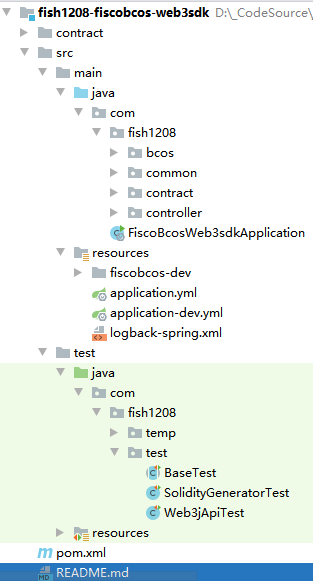 fish1208-fiscobcos-web3sdk D:\_CodeSource\
contract
src
main
java
com
fish1208
bcos
common
contract
controller
FiscoBcosWeb3sdkApplication
resources
fiscobcos-dev
application.yml
application-dev.yml
logback-spring.xml
test
java
com
fish1208
temp
test
BaseTest
SolidityGeneratorTest
Web3jApiTest
resources
pom.xml
README.md